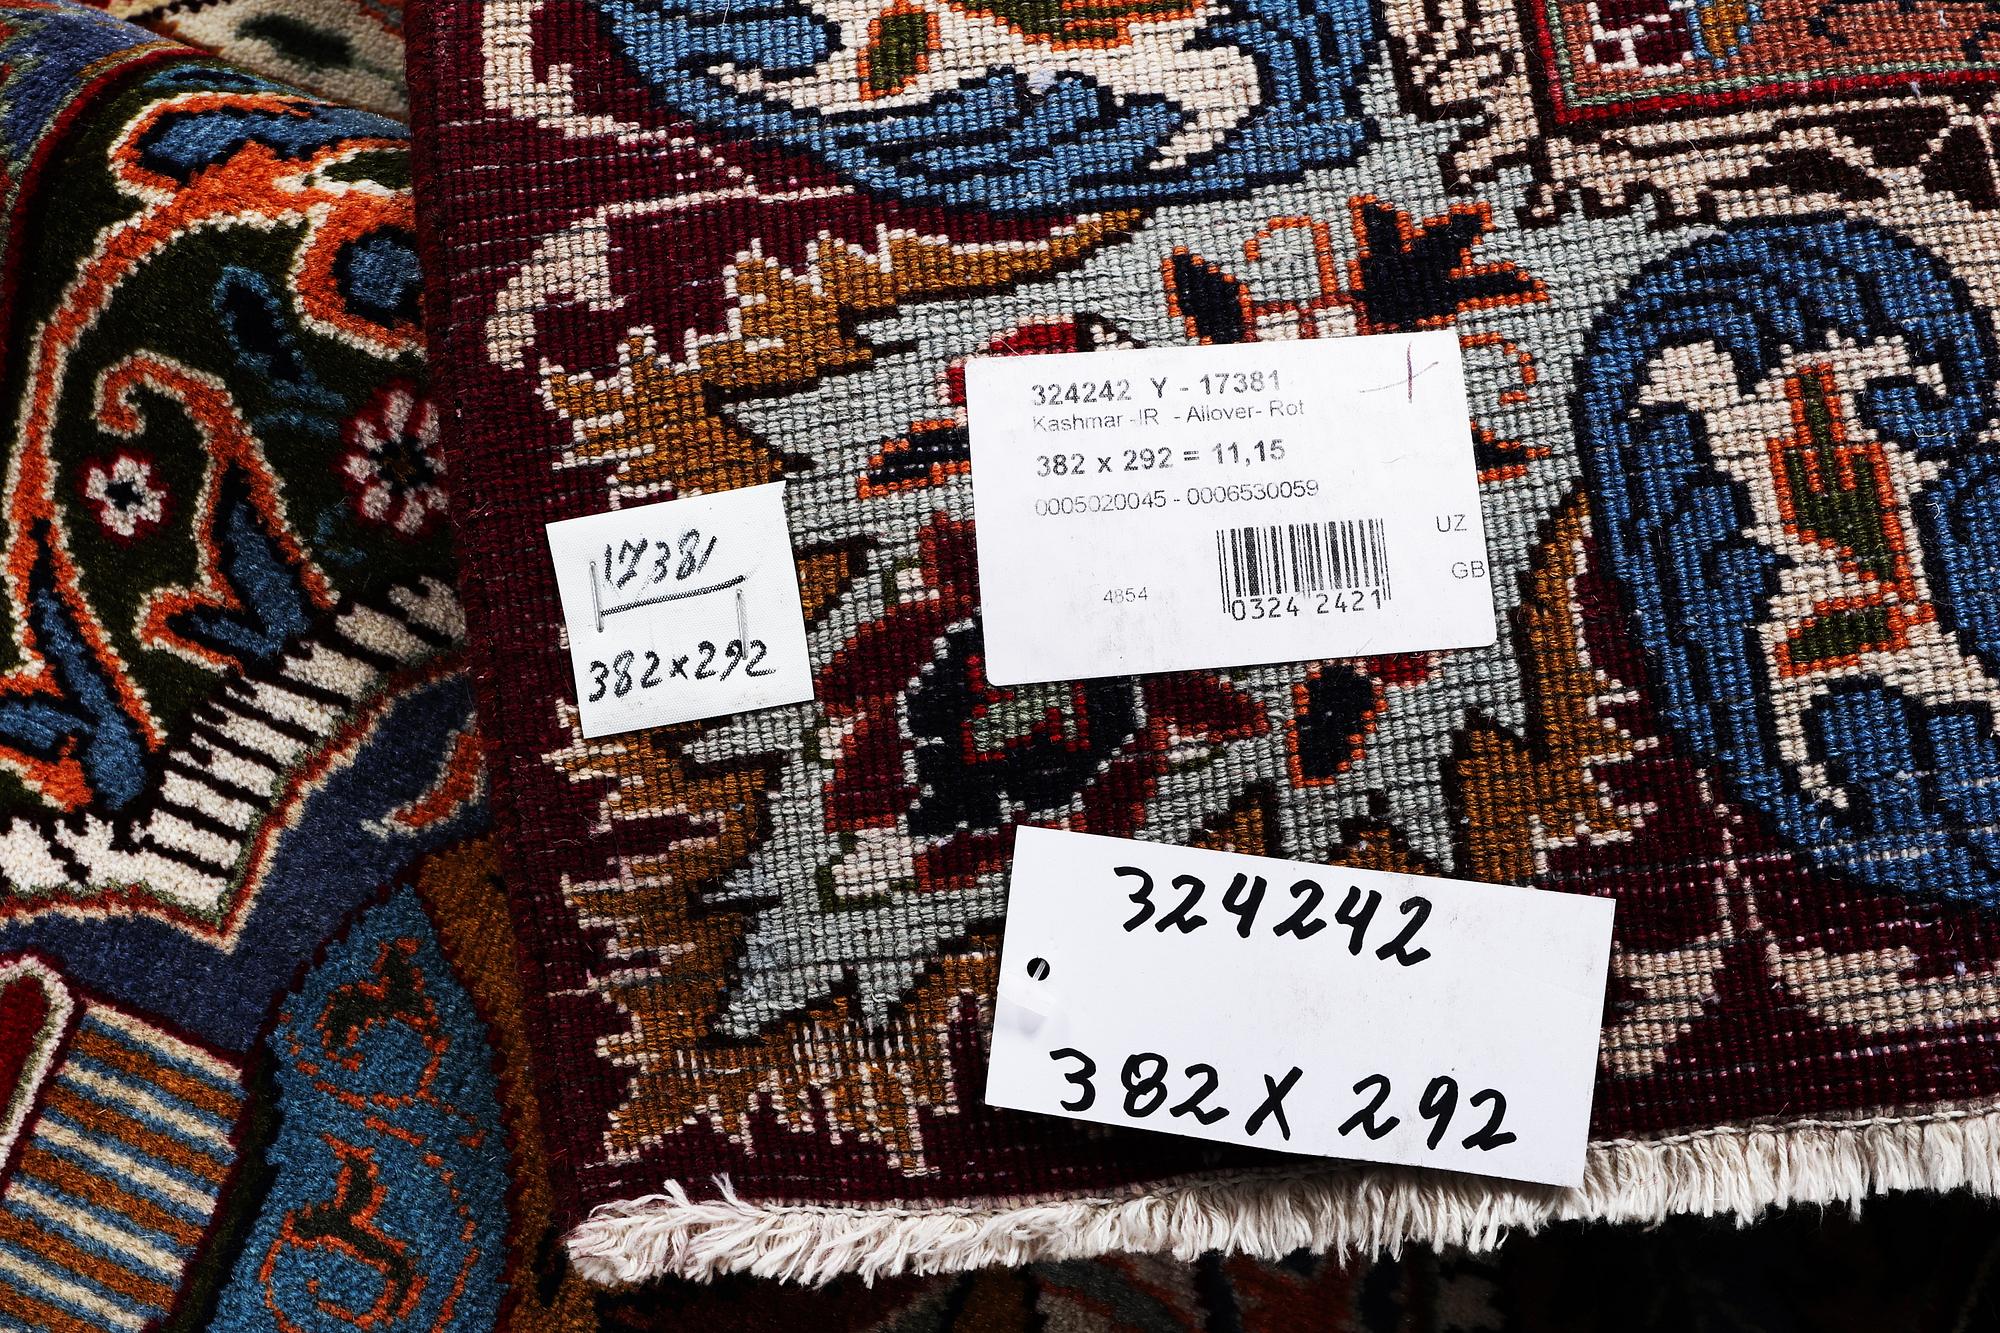 324242 Y - 17381
Kashmar-IR - Allover- Rot
382 x 292 = 11,15
0005020045 - 0006530059
UZ
GB
4854
0324 2421
17381
382x292
324242
382 X 292